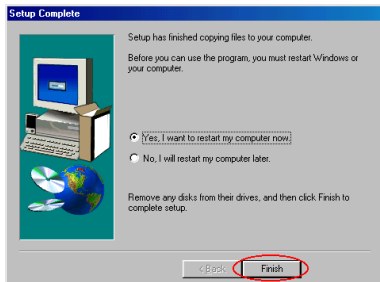 Setup Complete
Setup has finished copying files to your computer.
Before you can use the program, you must restart Windows or
your computer.
Yes, I want to restart my computer now.
No, I will restart my computer later.
Remove any disks from their drives, and then click Finish to
complete setup.
< Back
Finish